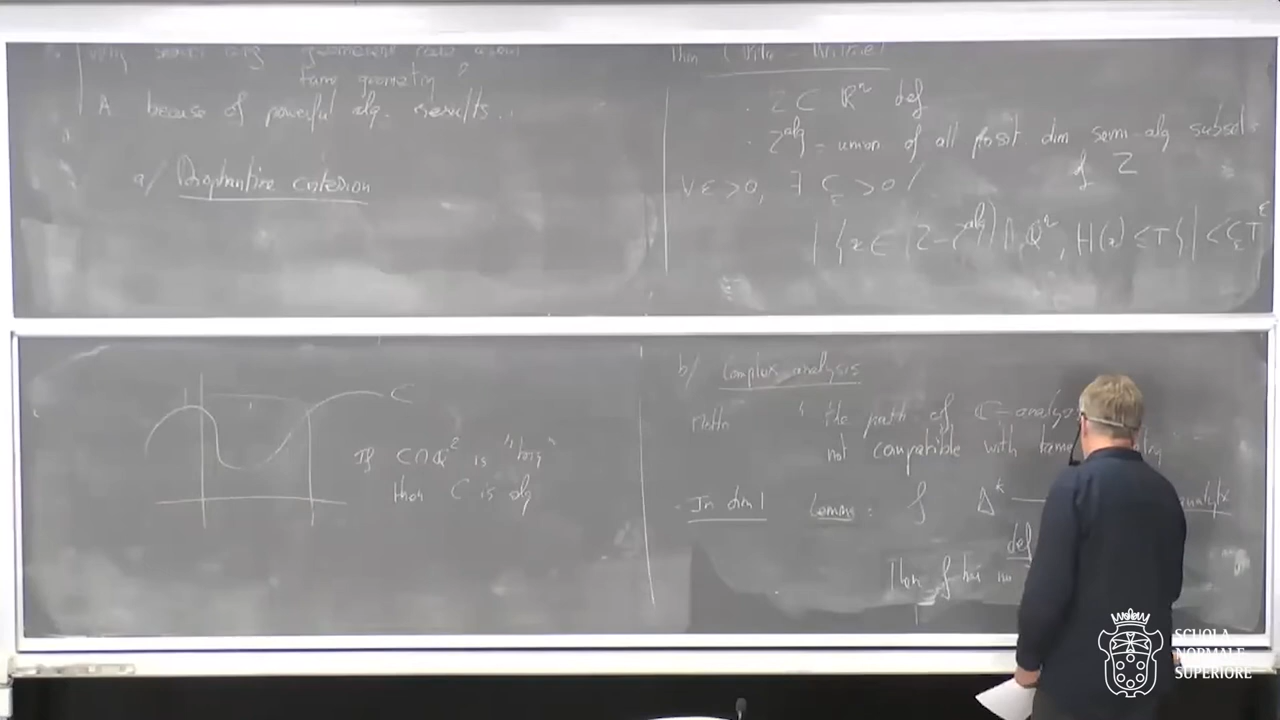 Why should alg. geometers care about
tame geometry?
A because of powerful alg. results..
a/ Diophantine criterion
Thm (Pila - Wilkie)
. Z ⊂ ℝⁿ def
. Z^alg = union of all posit dim semi alg subsets
of Z
∀ε>0, ∃ C_ε >0 /
|{x ∈ (Z - Z^alg) ∩ ℚⁿ, H(x) ≤ T}| < C_ε T^ε
C
If C∩ℚ² is "big"
then C is alg
b/ Complex analysis
Motto "the path of ℂ-analysis
not compatible with tame
- In dim 1 Lemma: f Δ* analytic
def
Then f has no
SCUOLA
NORMALE
SUPERIORE